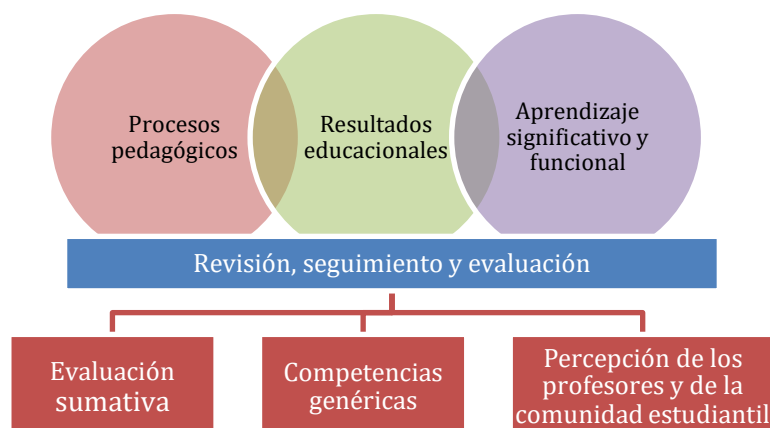 Procesos
pedagógicos
Resultados
educacionales
Aprendizaje
significativo y
funcional
Revisión, seguimiento y evaluación
Evaluación
sumativa
Competencias
genéricas
Percepción de los
profesores y de la
comunidad estudiantil